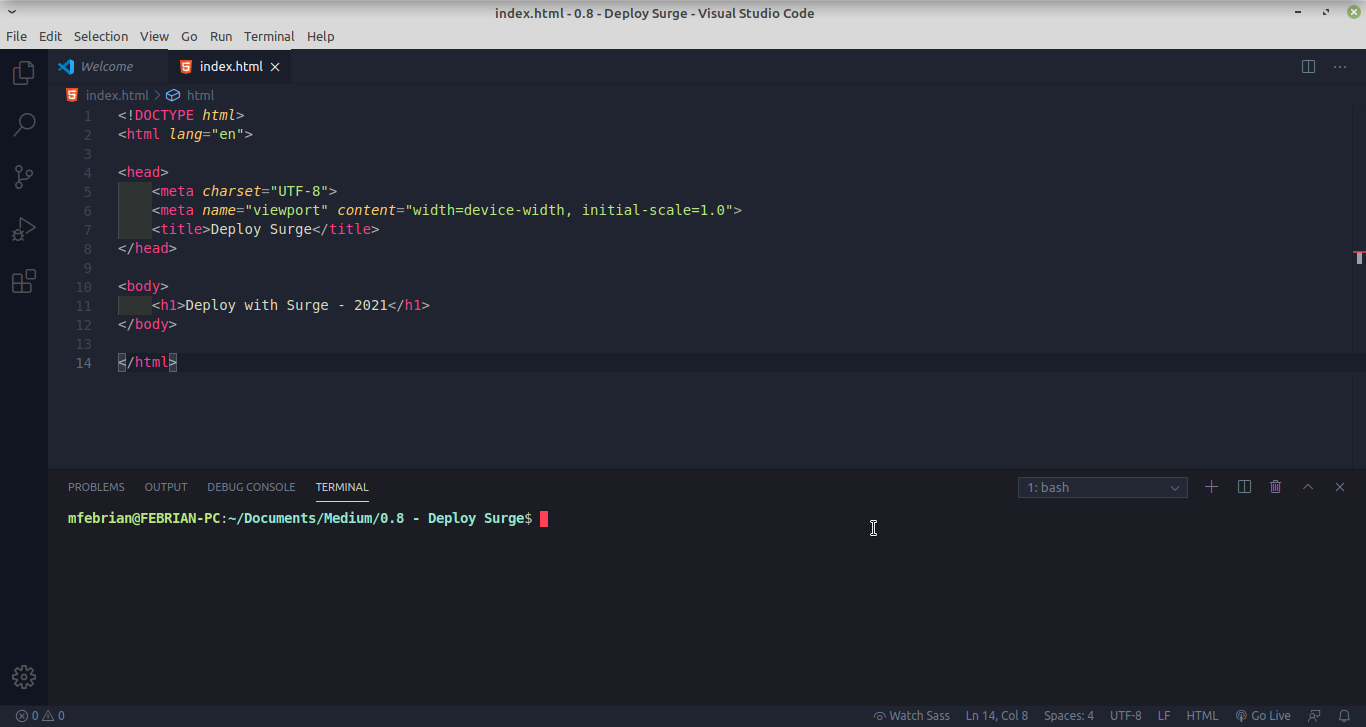 index.html - 0.8 - Deploy Surge - Visual Studio Code
File Edit Selection View Go Run Terminal Help
Welcome index.html
index.html > html
1 <!DOCTYPE html>
2 <html lang="en">
3
4 <head>
5     <meta charset="UTF-8">
6     <meta name="viewport" content="width=device-width, initial-scale=1.0">
7     <title>Deploy Surge</title>
8 </head>
9
10 <body>
11     <h1>Deploy with Surge - 2021</h1>
12 </body>
13
14 </html>
PROBLEMS OUTPUT DEBUG CONSOLE TERMINAL 1: bash
mfebrian@FEBRIAN-PC:~/Documents/Medium/0.8 - Deploy Surge$
0 0 Watch Sass Ln 14, Col 8 Spaces: 4 UTF-8 LF HTML Go Live